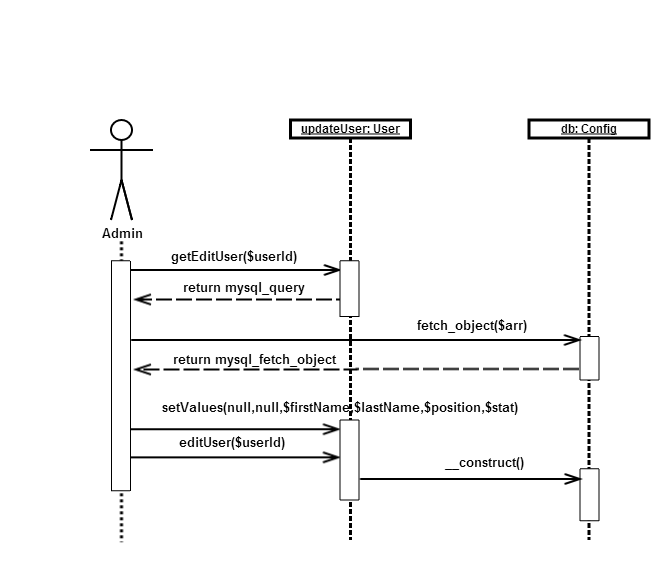 updateUser: User
db: Config
Admin
getEditUser($userId)
return mysql_query
fetch_object($arr)
return mysql_fetch_object
setValues(null,null,$firstName,$lastName,$position,$stat)
editUser($userId)
__construct()